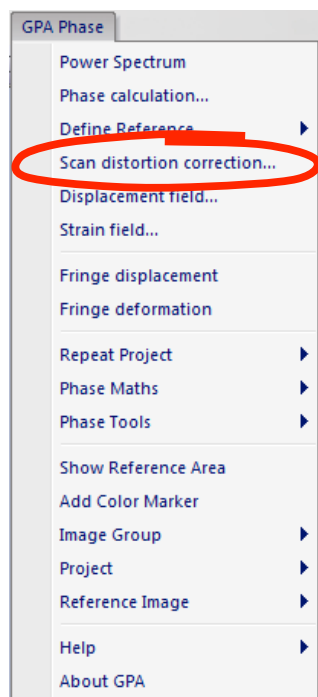 GPA Phase
Power Spectrum
Phase calculation...
Define Reference
Scan distortion correction...
Displacement field...
Strain field...
Fringe displacement
Fringe deformation
Repeat Project
Phase Maths
Phase Tools
Show Reference Area
Add Color Marker
Image Group
Project
Reference Image
Help
About GPA